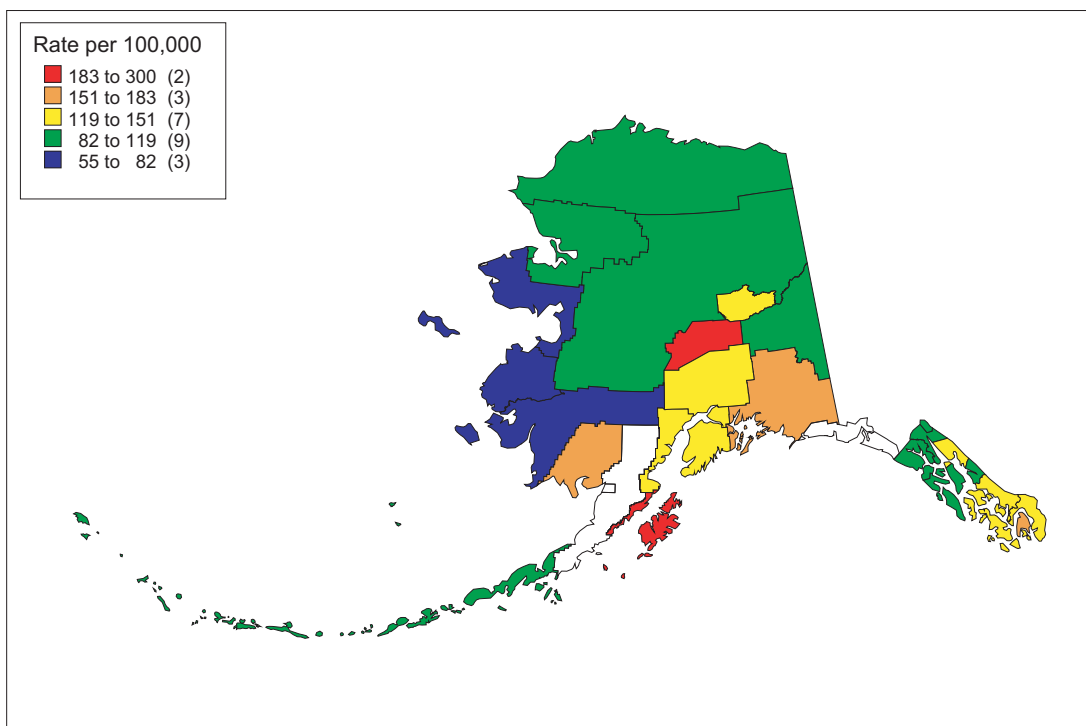 Rate per 100,000
183 to 300 (2)
151 to 183 (3)
119 to 151 (7)
82 to 119 (9)
55 to 82 (3)